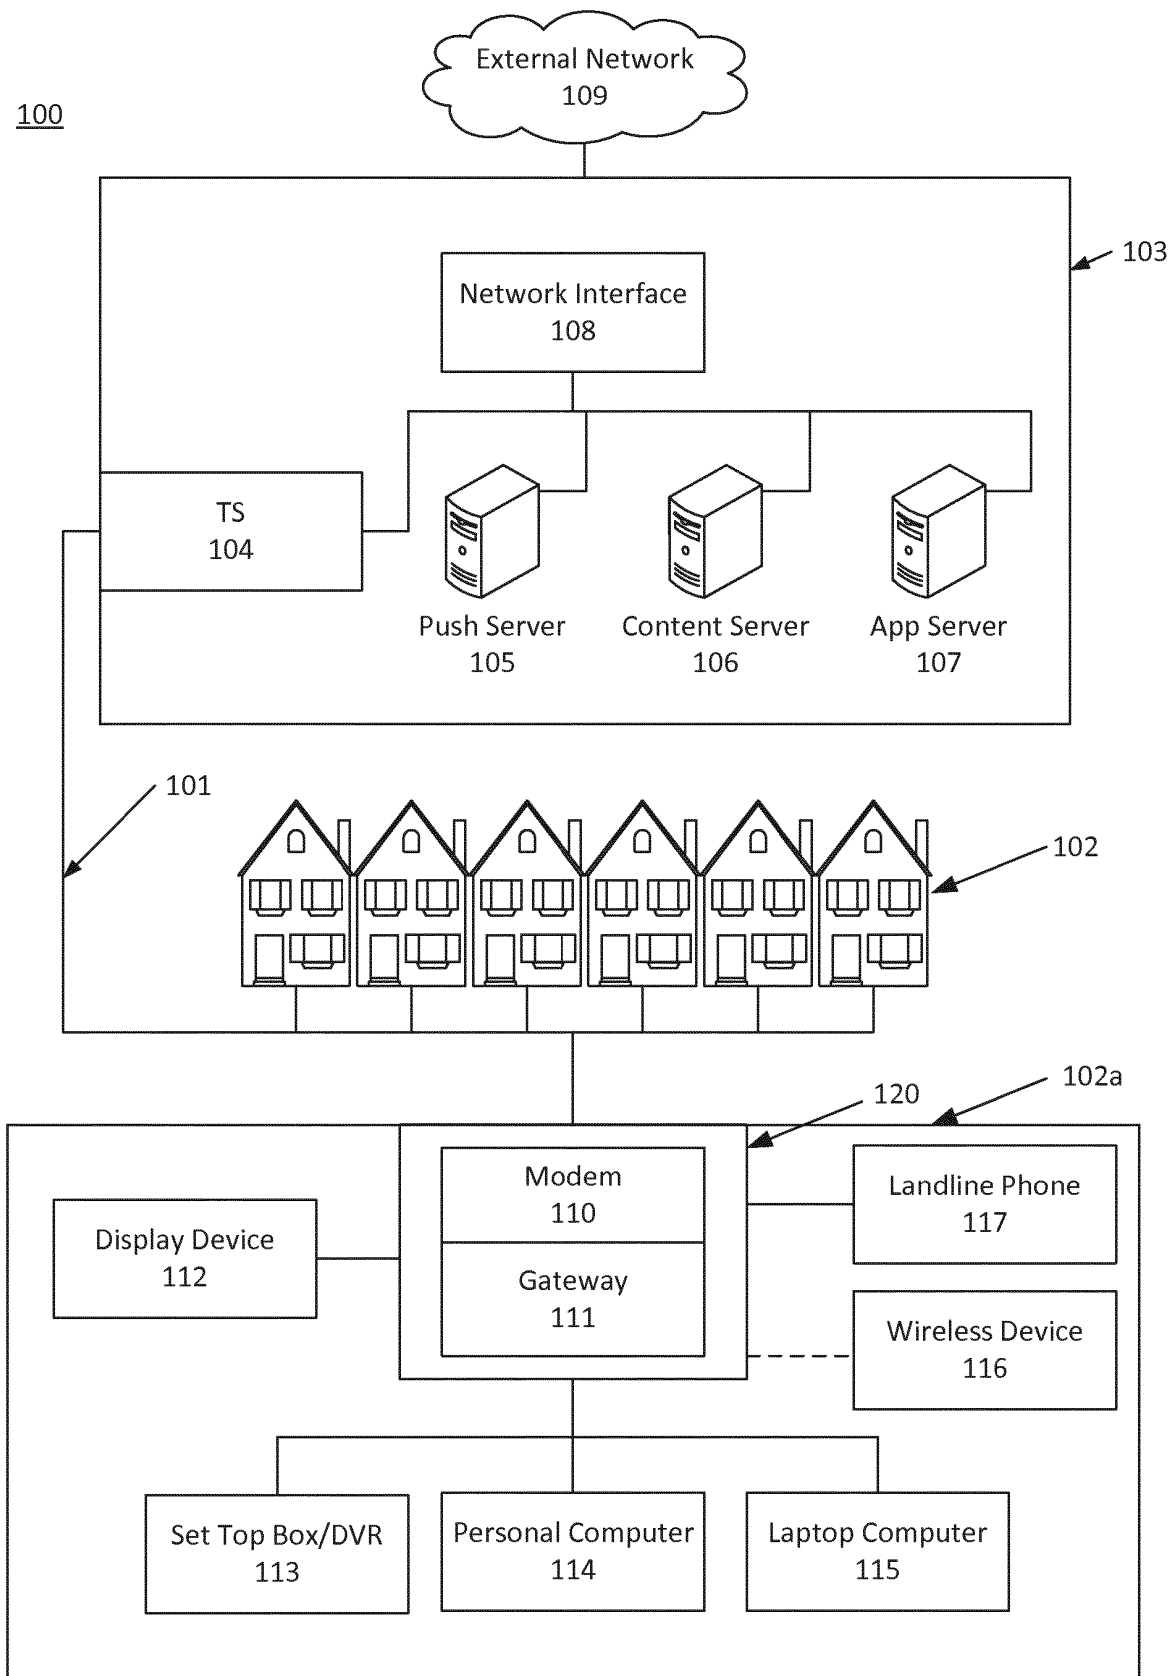 External Network
109
100
103
Network Interface
108
TS
104
Push Server
105
Content Server
106
App Server
107
101
102
102a
120
Modem
110
Landline Phone
117
Display Device
112
Gateway
111
Wireless Device
116
Set Top Box/DVR
113
Personal Computer
114
Laptop Computer
115